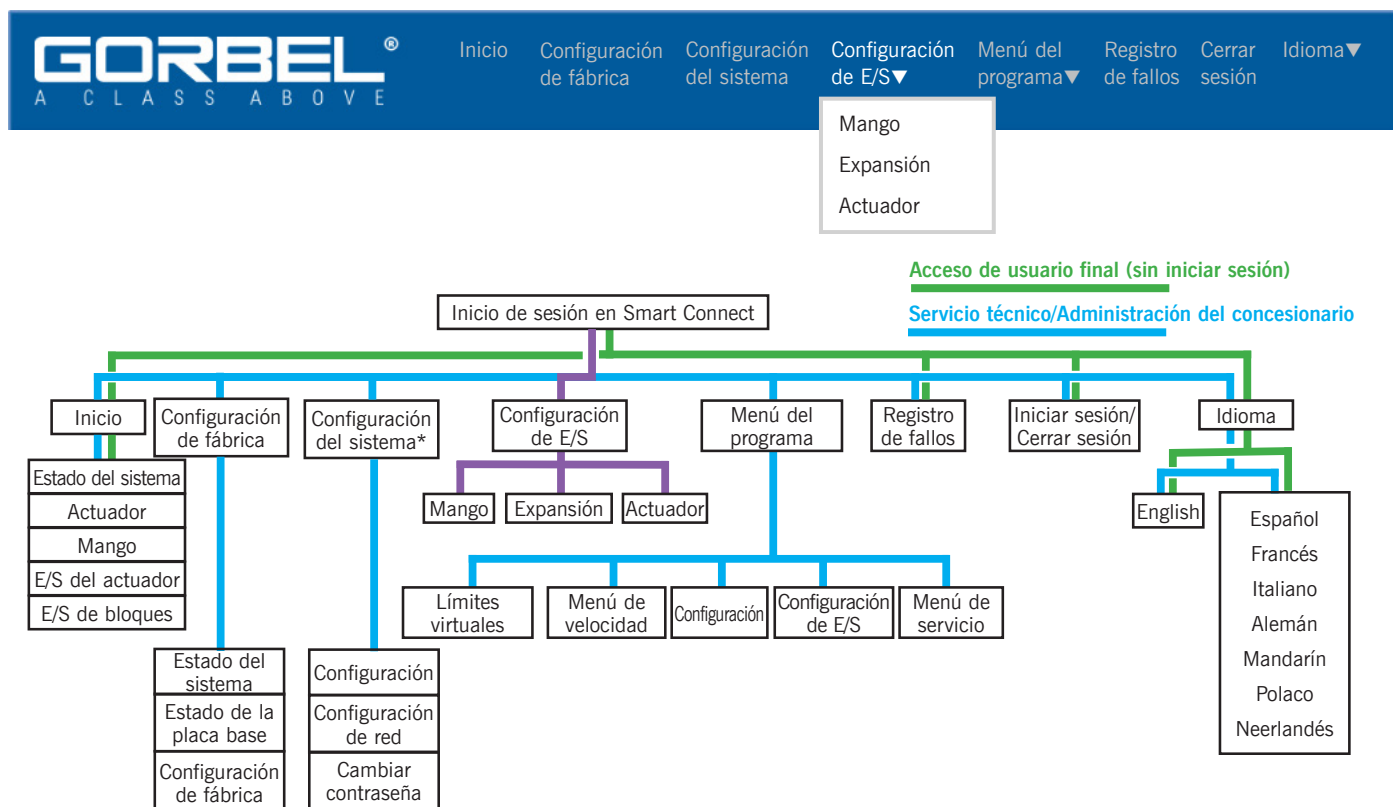 GORBEL®
A CLASS ABOVE
Inicio
Configuración
de fábrica
Configuración
del sistema
Configuración
de E/S▼
Menú del
programa▼
Registro
de fallos
Cerrar
sesión
Idioma▼
Mango
Expansión
Actuador
Acceso de usuario final (sin iniciar sesión)
Servicio técnico/Administración del concesionario
Inicio de sesión en Smart Connect
Inicio
Configuración
de fábrica
Configuración
del sistema*
Configuración
de E/S
Menú del
programa
Registro
de fallos
Iniciar sesión/
Cerrar sesión
Idioma
Estado del sistema
Actuador
Mango
E/S del actuador
E/S de bloques
Mango
Expansión
Actuador
English
Español
Francés
Italiano
Alemán
Mandarín
Polaco
Neerlandés
Límites
virtuales
Menú de
velocidad
Configuración
Configuración
de E/S
Menú de
servicio
Estado del
sistema
Estado de la
placa base
Configuración
de fábrica
Configuración
Configuración
de red
Cambiar
contraseña